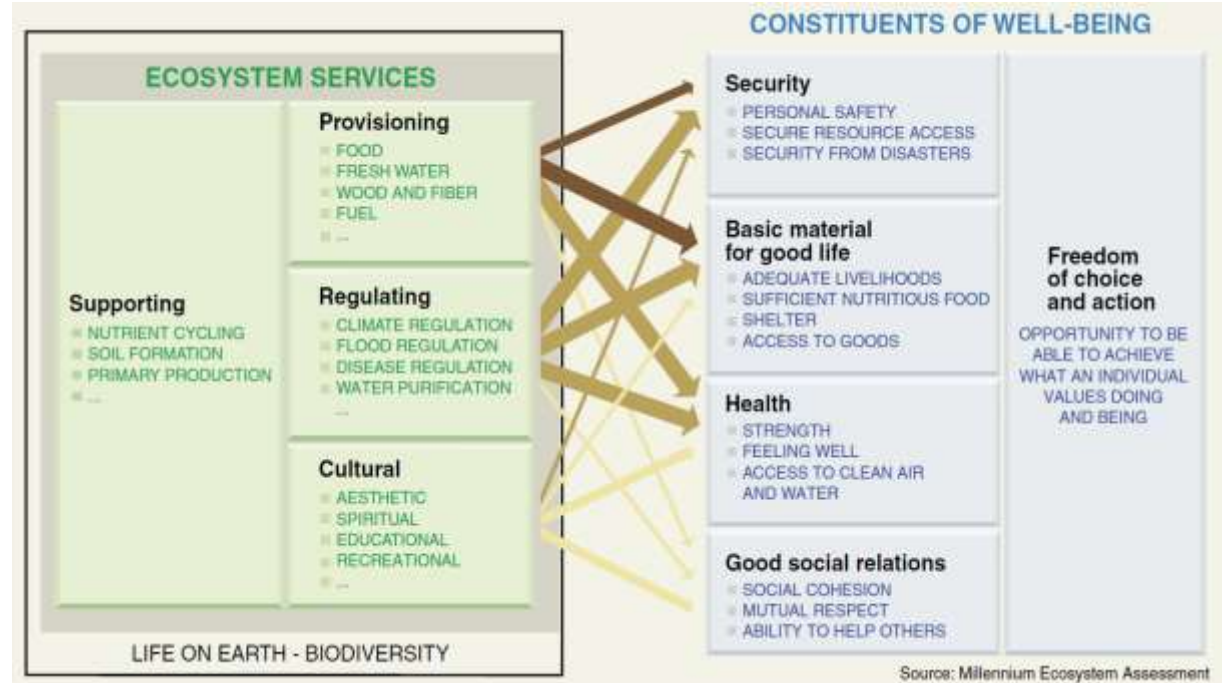 CONSTITUENTS OF WELL-BEING
ECOSYSTEM SERVICES
Supporting
NUTRIENT CYCLING
SOIL FORMATION
PRIMARY PRODUCTION
...
Provisioning
FOOD
FRESH WATER
WOOD AND FIBER
FUEL
...
Regulating
CLIMATE REGULATION
FLOOD REGULATION
DISEASE REGULATION
WATER PURIFICATION
...
Cultural
AESTHETIC
SPIRITUAL
EDUCATIONAL
RECREATIONAL
...
LIFE ON EARTH - BIODIVERSITY
Security
PERSONAL SAFETY
SECURE RESOURCE ACCESS
SECURITY FROM DISASTERS
Basic material
for good life
ADEQUATE LIVELIHOODS
SUFFICIENT NUTRITIOUS FOOD
SHELTER
ACCESS TO GOODS
Health
STRENGTH
FEELING WELL
ACCESS TO CLEAN AIR
AND WATER
Good social relations
SOCIAL COHESION
MUTUAL RESPECT
ABILITY TO HELP OTHERS
Freedom
of choice
and action
OPPORTUNITY TO BE
ABLE TO ACHIEVE
WHAT AN INDIVIDUAL
VALUES DOING
AND BEING
Source: Millennium Ecosystem Assessment